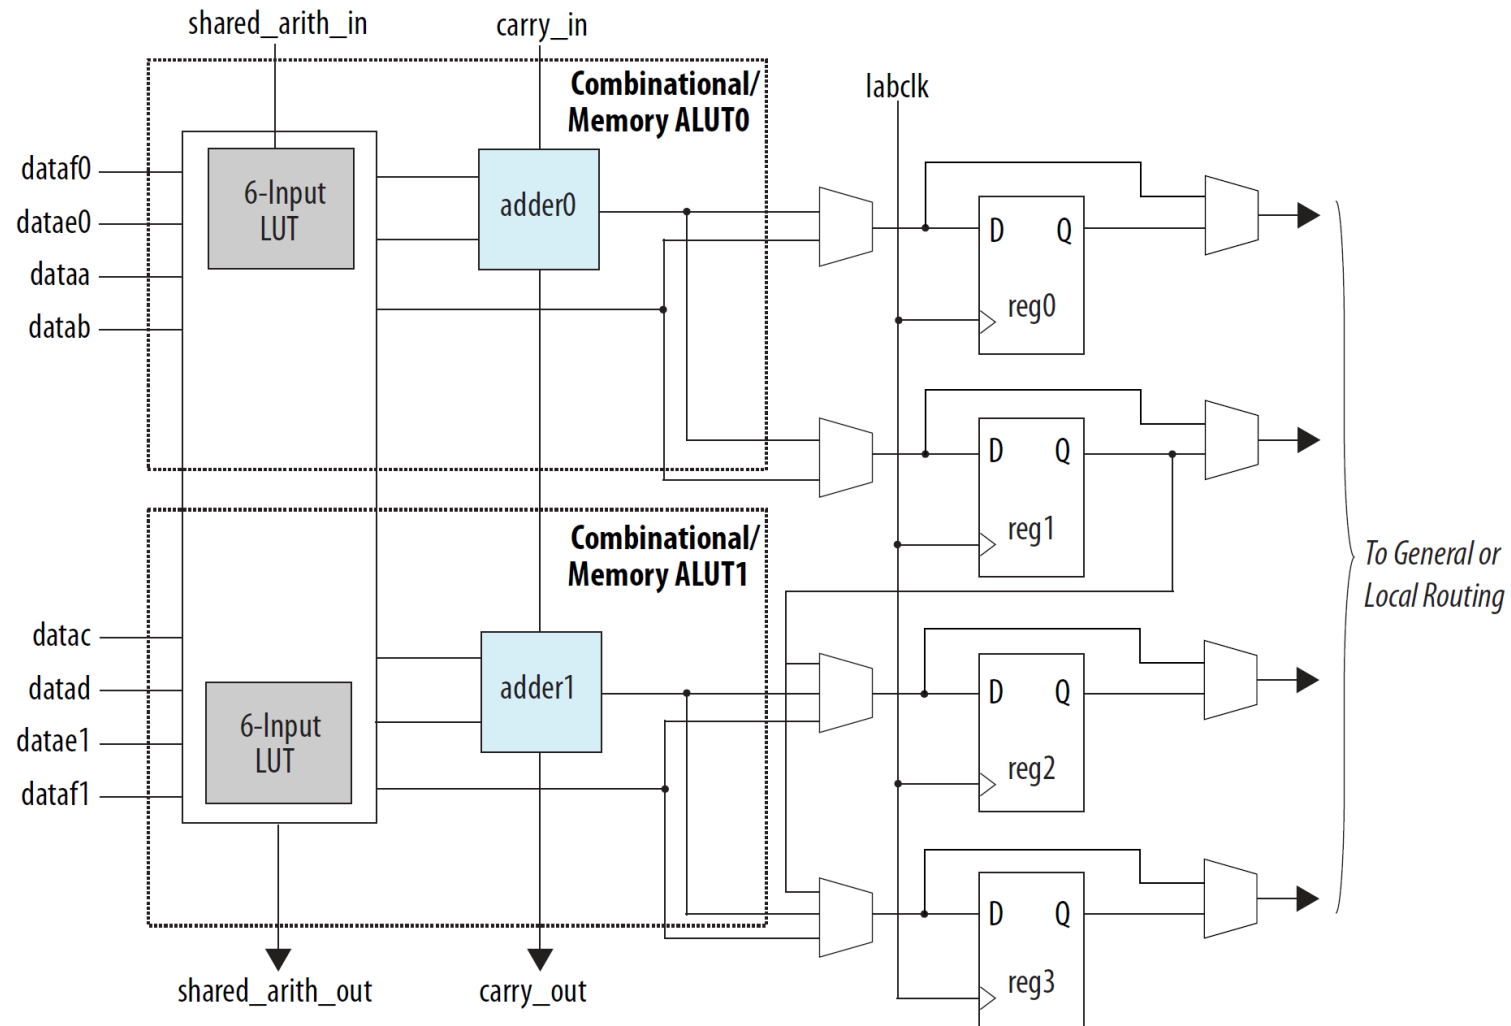 shared_arith_in
carry_in
labclk
Combinational/
Memory ALUT0
dataf0
datae0
dataa
datab
6-Input
LUT
adder0
D Q
reg0
D Q
reg1
Combinational/
Memory ALUT1
To General or
Local Routing
datac
datad
datae1
dataf1
6-Input
LUT
adder1
D Q
reg2
D Q
reg3
shared_arith_out
carry_out